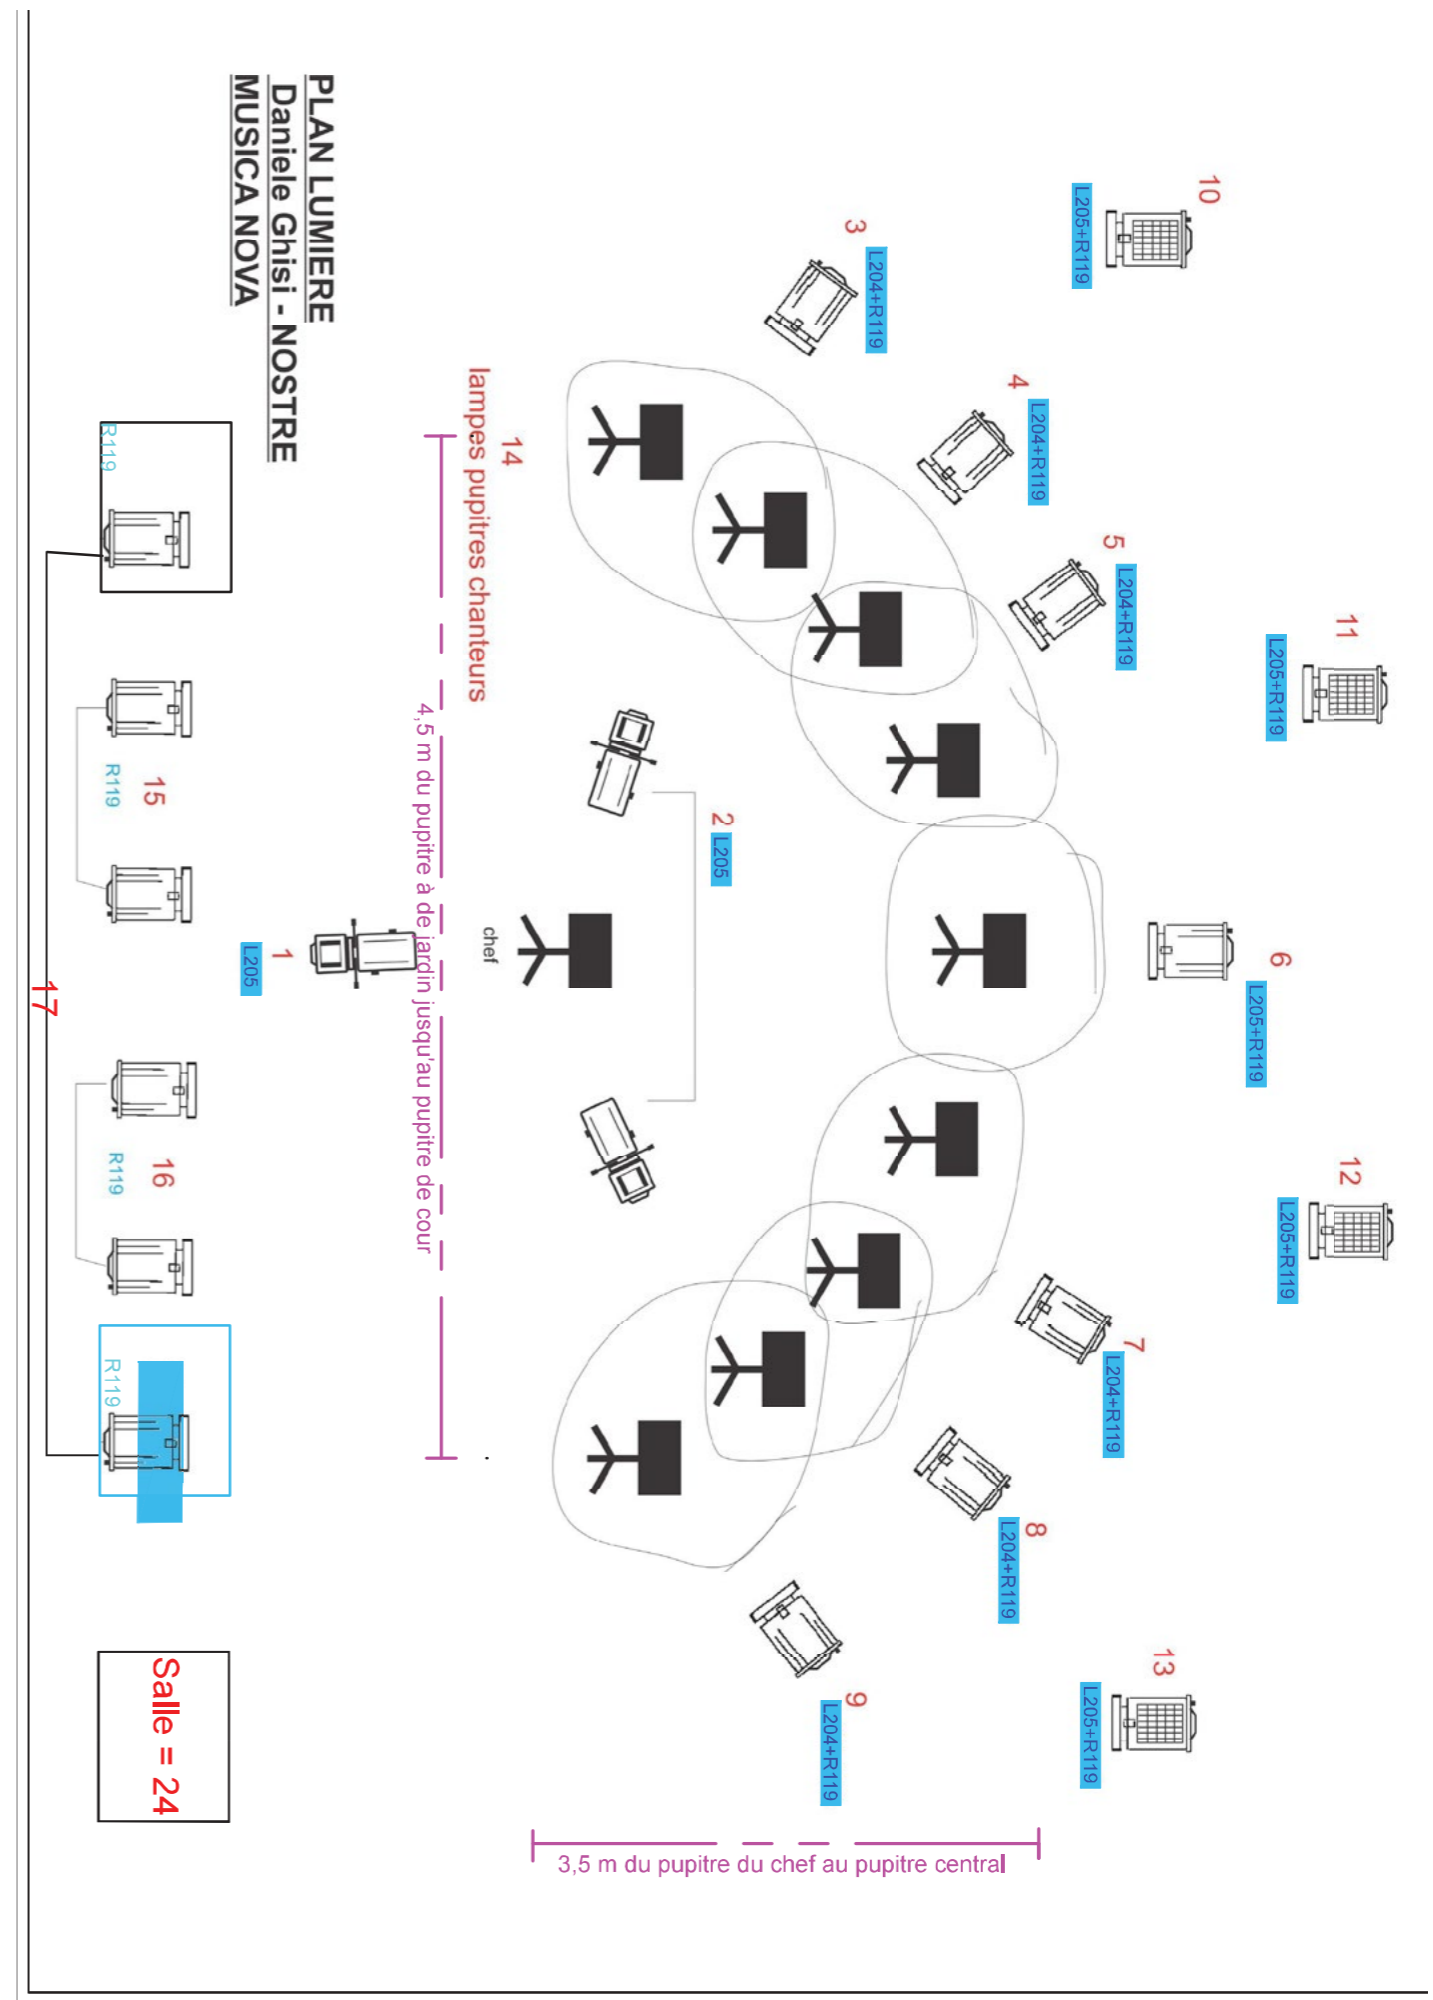 PLAN LUMIERE
Daniele Ghisi - NOSTRE
MUSICA NOVA
10
L205+R119
11
L205+R119
12
L205+R119
13
L205+R119
3
L204+R119
4
L204+R119
5
L204+R119
6
L205+R119
7
L204+R119
8
L204+R119
9
L204+R119
2
L205
14
lampes pupitres chanteurs
chef
4,5 m du pupitre à de jardin jusqu'au pupitre de cour
1
L205
R119
15
R119
16
R119
R119
17
Salle = 24
3,5 m du pupitre du chef au pupitre central